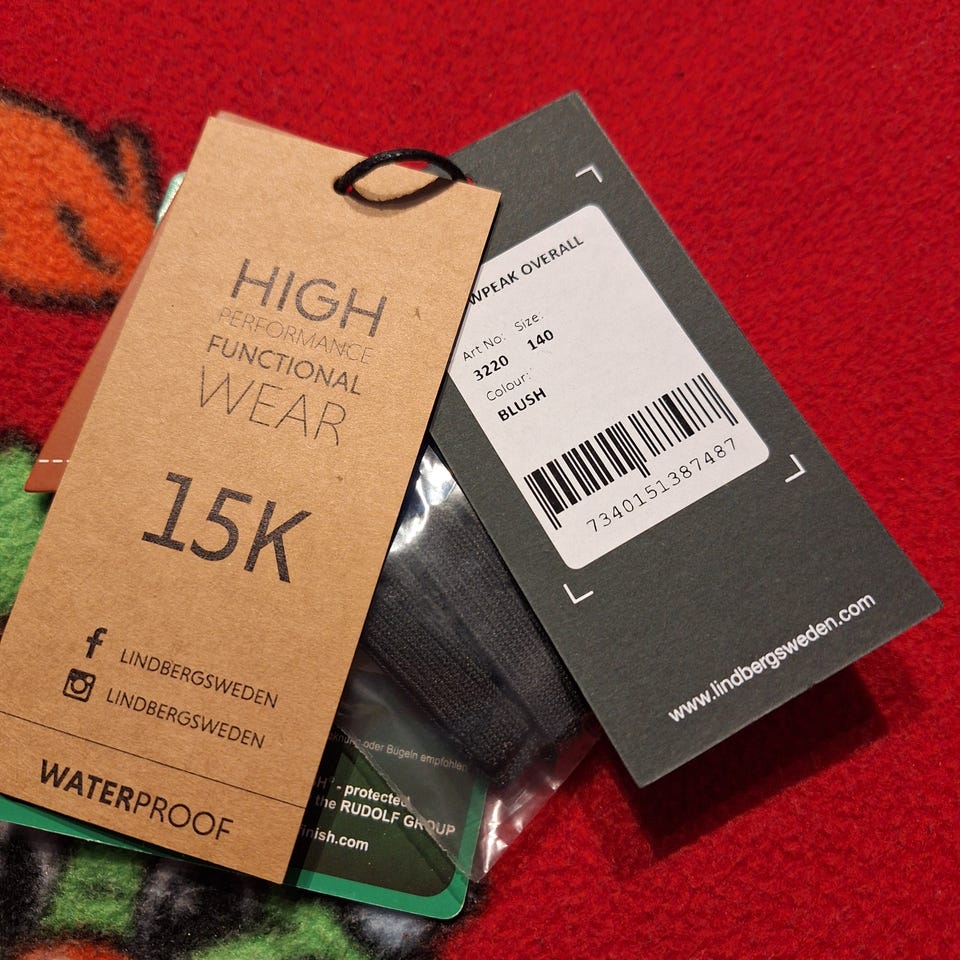 HIGH
PERFORMANCE
FUNCTIONAL
WEAR
15K
LINDBERGSWEDEN
LINDBERGSWEDEN
WATERPROOF
WPEAK OVERALL
Art No: Size:
3220 140
Colour:
BLUSH
7340151387487
www.lindbergsweden.com
oder Bügeln empfohlen
- protected
the RUDOLF GROUP
finish.com